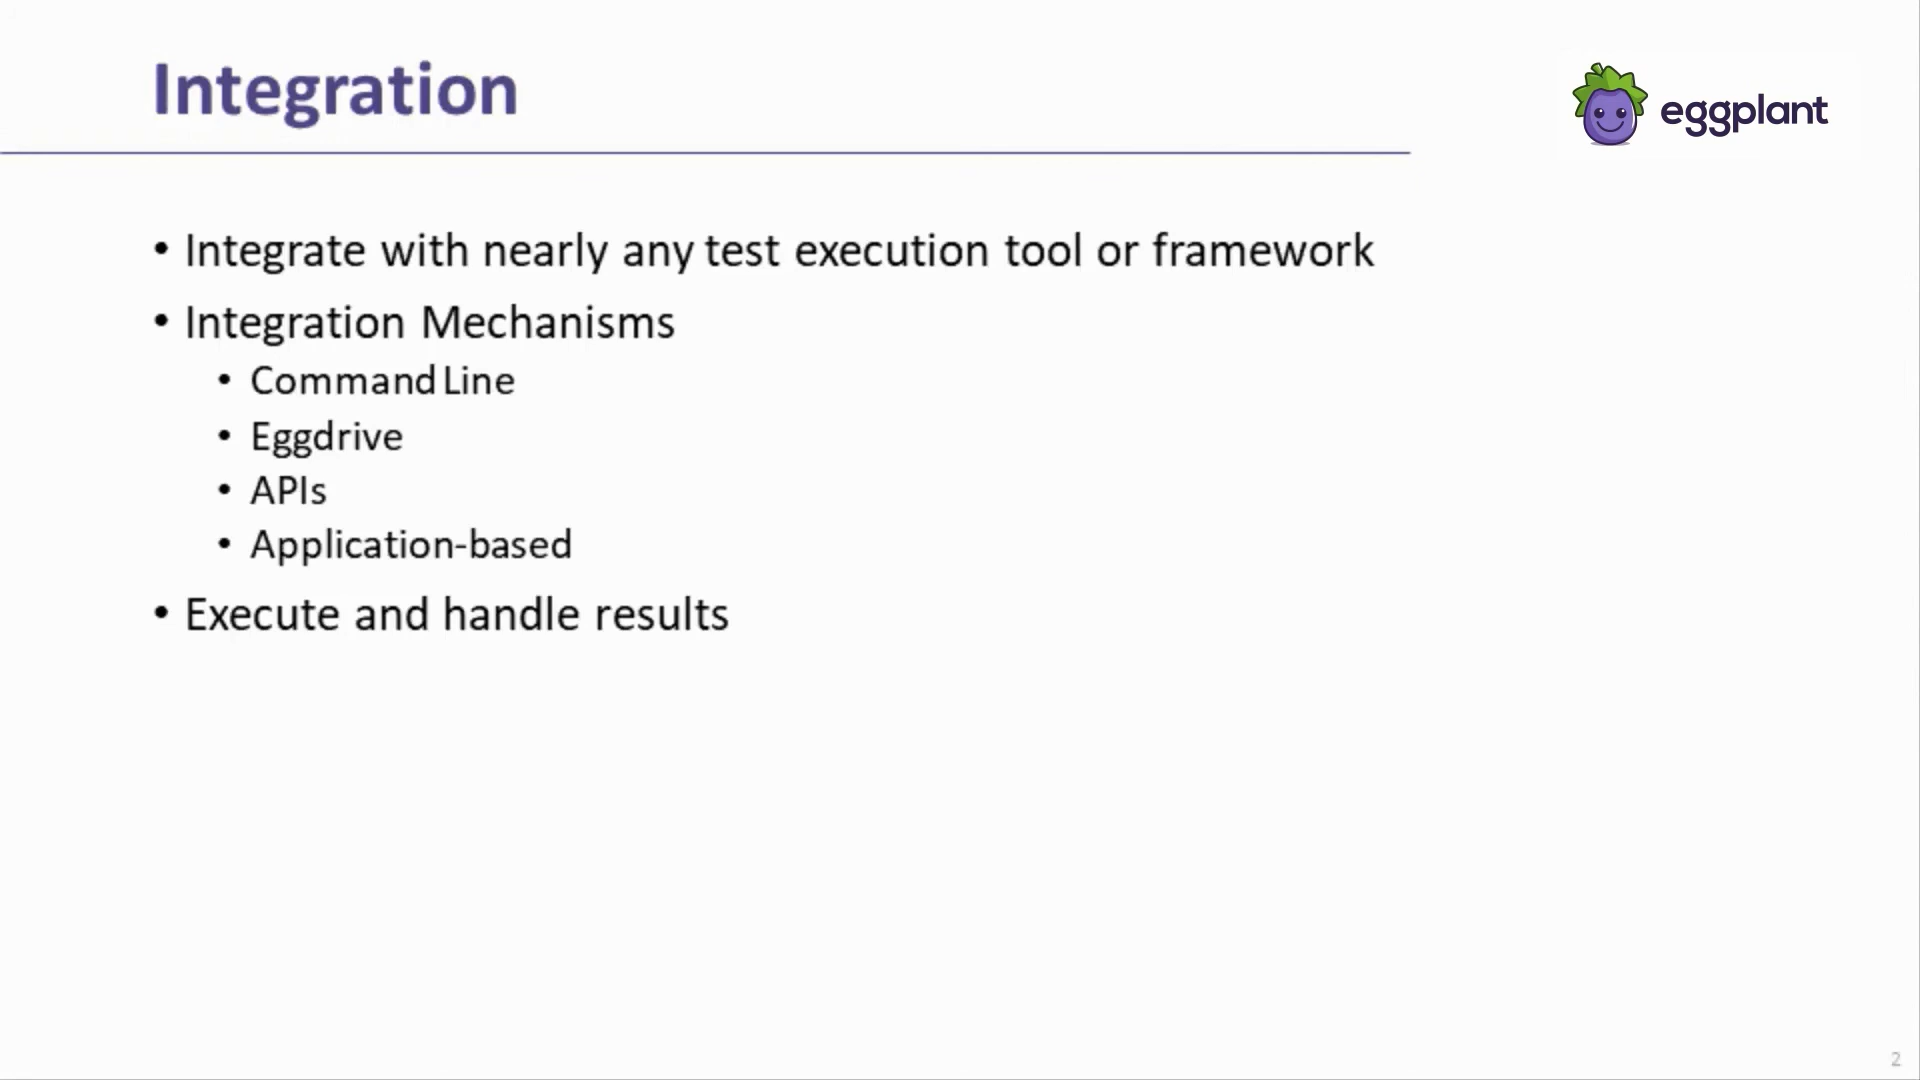 Integration
eggplant
• Integrate with nearly any test execution tool or framework
• Integration Mechanisms
• Command Line
• Eggdrive
• APIs
• Application-based
• Execute and handle results
2